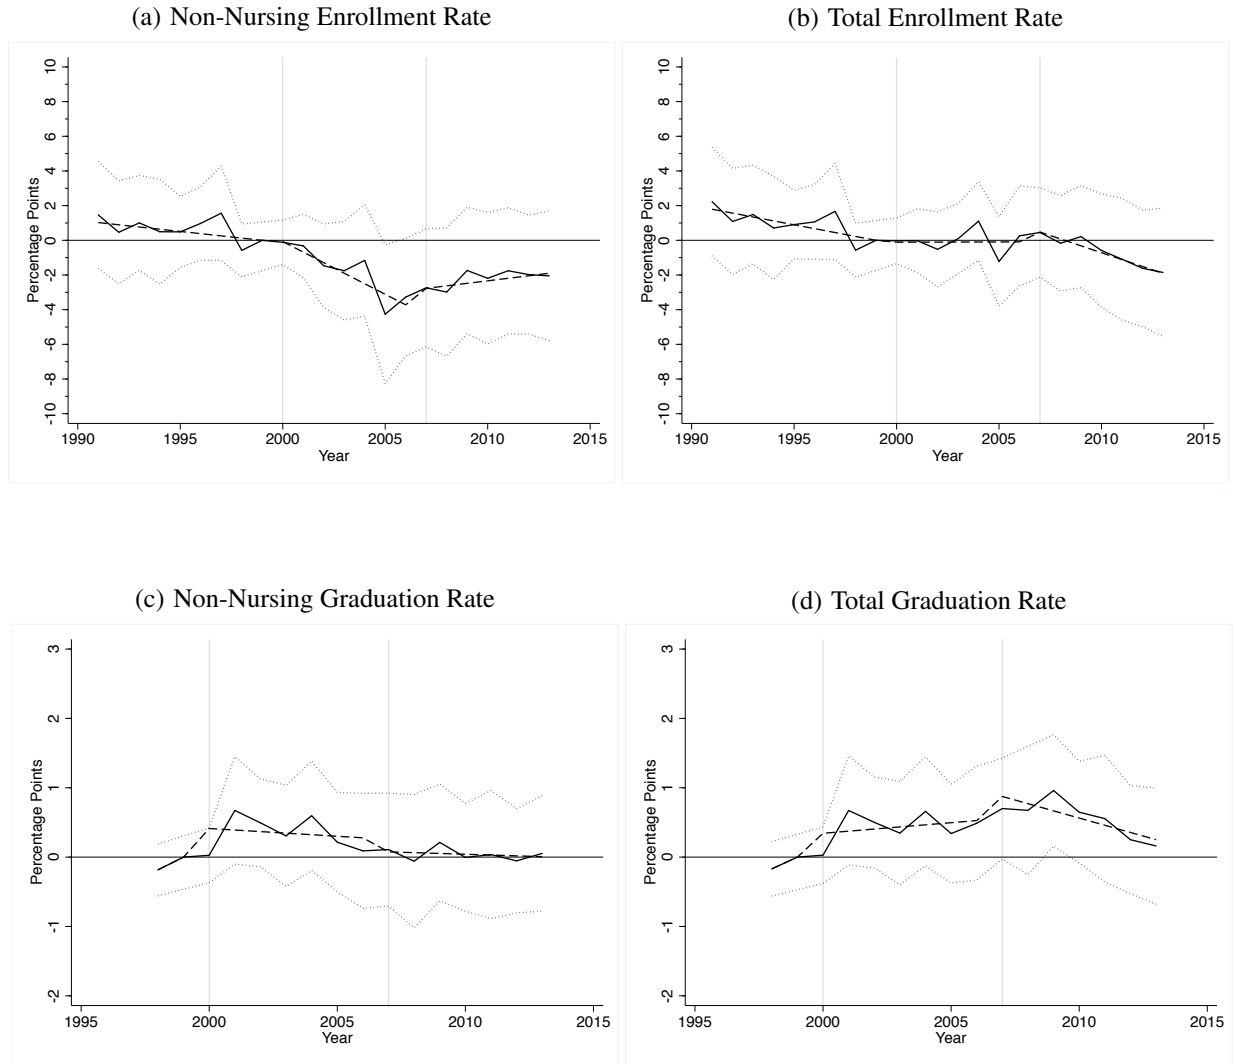 (a) Non-Nursing Enrollment Rate
Percentage Points
10
8
6
4
2
0
-2
-4
-6
-8
-10
1990 1995 2000 2005 2010 2015
Year
(b) Total Enrollment Rate
Percentage Points
10
8
6
4
2
0
-2
-4
-6
-8
-10
1990 1995 2000 2005 2010 2015
Year
(c) Non-Nursing Graduation Rate
Percentage Points
3
2
1
0
-1
-2
1995 2000 2005 2010 2015
Year
(d) Total Graduation Rate
Percentage Points
3
2
1
0
-1
-2
1995 2000 2005 2010 2015
Year